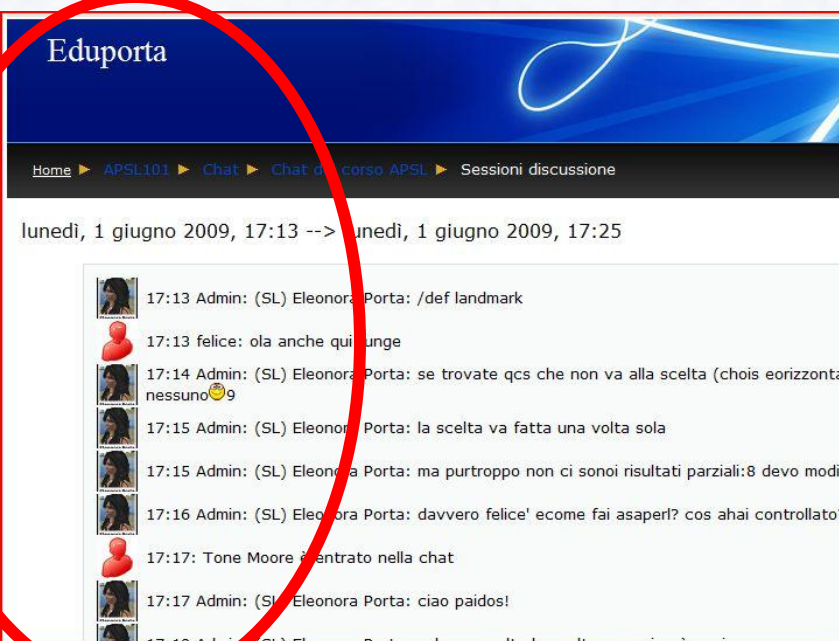 Eduporta
Home ► APSL101 ► Chat ► Chat del corso APSL ► Sessioni discussione
lunedì, 1 giugno 2009, 17:13 --> lunedì, 1 giugno 2009, 17:25
17:13 Admin: (SL) Eleonora Porta: /def landmark
17:13 felice: ola anche qui
17:14 Admin: (SL) Eleonora Porta: se trovate qcs che non va alla scelta (chois eorizzonta
nessuno 9
17:15 Admin: (SL) Eleonora Porta: la scelta va fatta una volta sola
17:15 Admin: (SL) Eleonora Porta: ma purtroppo non ci sonoi risultati parziali:8 devo modi
17:16 Admin: (SL) Eleonora Porta: davvero felice' ecome fai asaperl? cos ahai controllato'
17:17: Tone Moore è entrato nella chat
17:17 Admin: (SL) Eleonora Porta: ciao paidos!